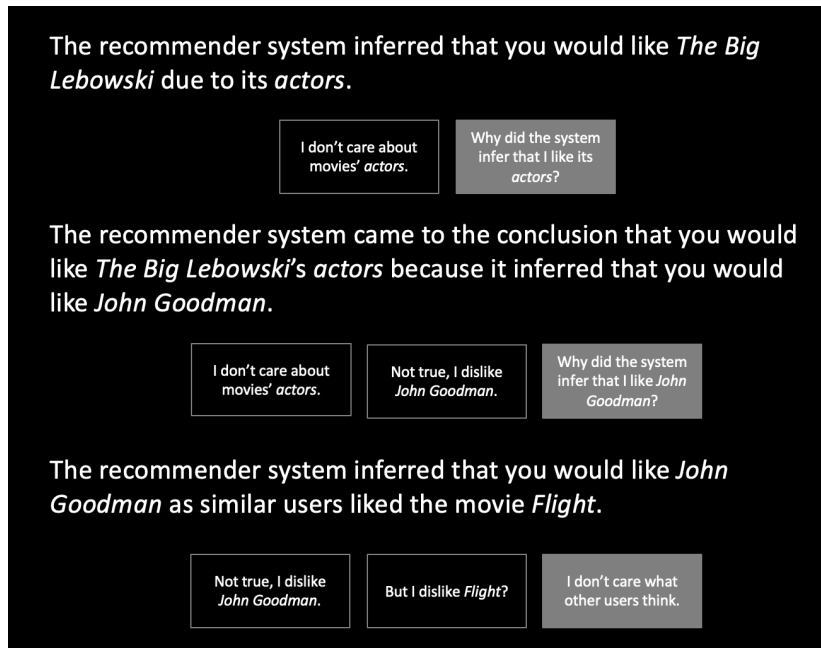 The recommender system inferred that you would like The Big
Lebowski due to its actors.
I don’t care about
movies’ actors.
Why did the system
infer that I like its
actors?
The recommender system came to the conclusion that you would
like The Big Lebowski’s actors because it inferred that you would
like John Goodman.
I don’t care about
movies’ actors.
Not true, I dislike
John Goodman.
Why did the system
infer that I like John
Goodman?
The recommender system inferred that you would like John
Goodman as similar users liked the movie Flight.
Not true, I dislike
John Goodman.
But I dislike Flight?
I don’t care what
other users think.